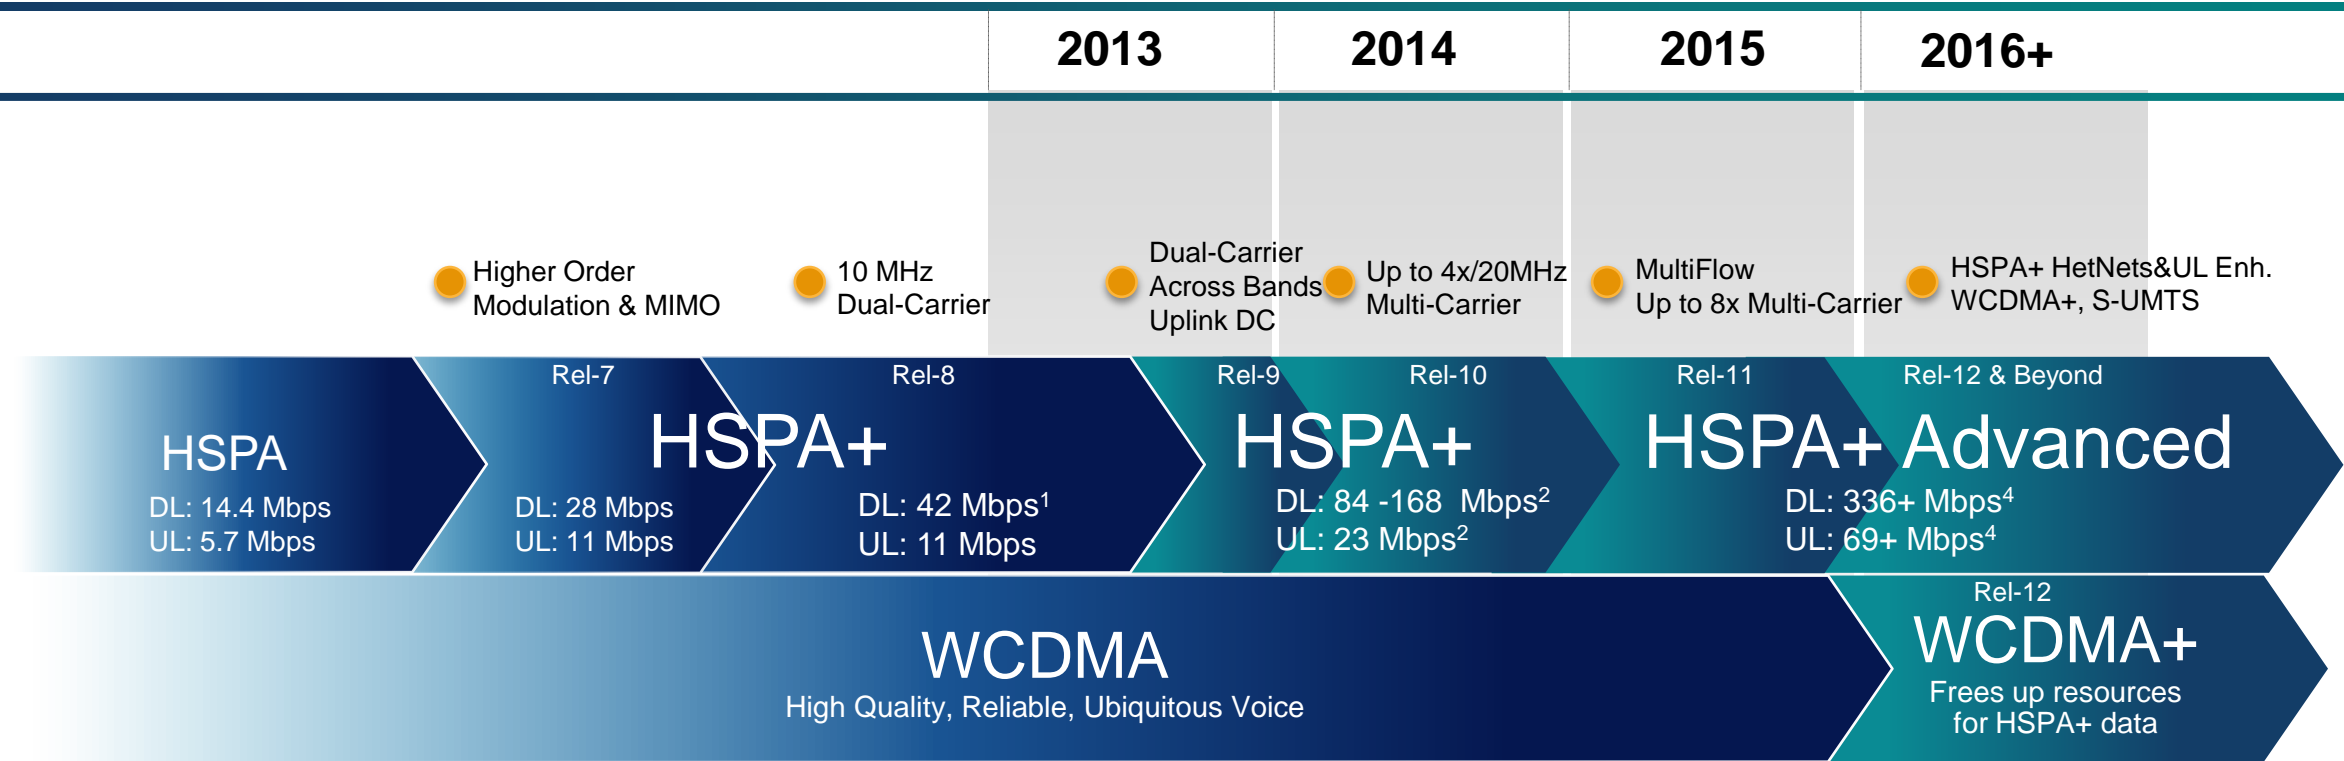 2013
2014
2015
2016+
Higher Order
Modulation & MIMO
10 MHz
Dual-Carrier
Dual-Carrier
Across Bands
Uplink DC
Up to 4x/20MHz
Multi-Carrier
MultiFlow
Up to 8x Multi-Carrier
HSPA+ HetNets&UL Enh.
WCDMA+, S-UMTS
HSPA
DL: 14.4 Mbps
UL: 5.7 Mbps
Rel-7
Rel-8
HSPA+
DL: 28 Mbps
UL: 11 Mbps
DL: 42 Mbps¹
UL: 11 Mbps
Rel-9
Rel-10
HSPA+
DL: 84 -168 Mbps²
UL: 23 Mbps²
Rel-11
Rel-12 & Beyond
HSPA+ Advanced
DL: 336+ Mbps⁴
UL: 69+ Mbps⁴
WCDMA
High Quality, Reliable, Ubiquitous Voice
Rel-12
WCDMA+
Frees up resources
for HSPA+ data